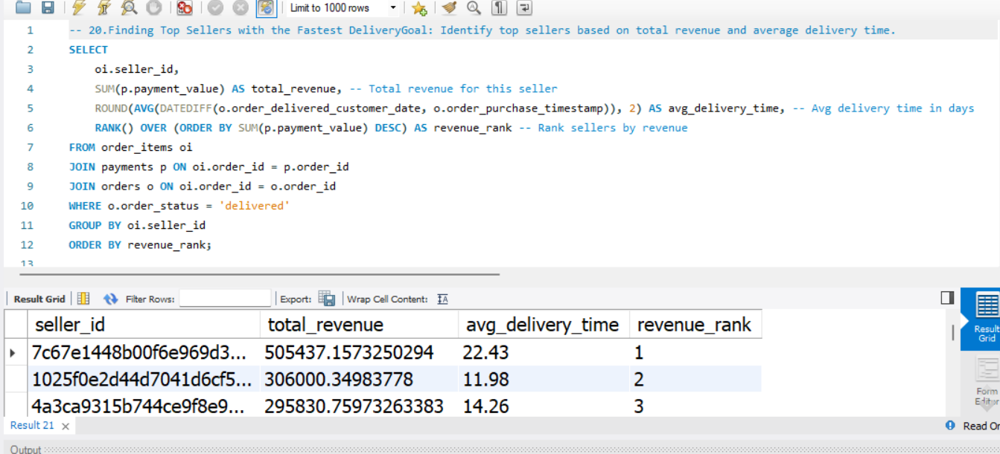 Limit to 1000 rows
1 -- 20.Finding Top Sellers with the Fastest DeliveryGoal: Identify top sellers based on total revenue and average delivery time.
2 SELECT
3 oi.seller_id,
4 SUM(p.payment_value) AS total_revenue, -- Total revenue for this seller
5 ROUND(AVG(DATEDIFF(o.order_delivered_customer_date, o.order_purchase_timestamp)), 2) AS avg_delivery_time, -- Avg delivery time in days
6 RANK() OVER (ORDER BY SUM(p.payment_value) DESC) AS revenue_rank -- Rank sellers by revenue
7 FROM order_items oi
8 JOIN payments p ON oi.order_id = p.order_id
9 JOIN orders o ON oi.order_id = o.order_id
10 WHERE o.order_status = 'delivered'
11 GROUP BY oi.seller_id
12 ORDER BY revenue_rank;
13
Result Grid Filter Rows: Export: Wrap Cell Content:
seller_id total_revenue avg_delivery_time revenue_rank
7c67e1448b00f6e969d3... 505437.1573250294 22.43 1
1025f0e2d44d7041d6cf5... 306000.34983778 11.98 2
4a3ca9315b744ce9f8e9... 295830.75973263383 14.26 3
Result
Grid
Form
Editor
Result 21 Read Or
Output